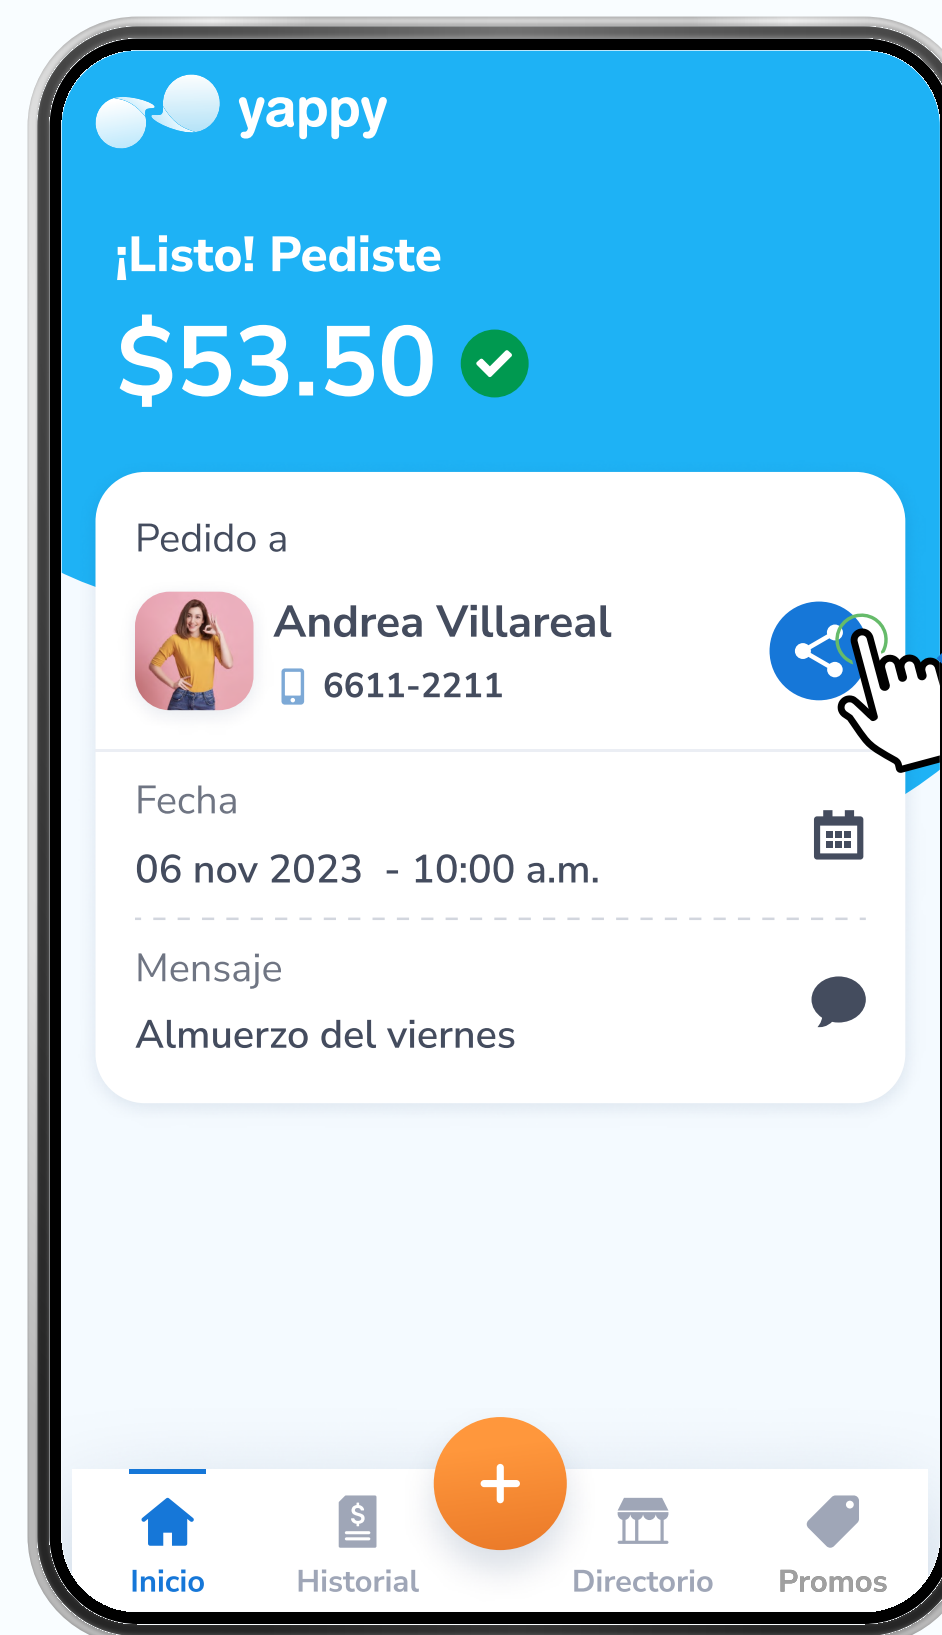 yappy
¡Listo! Pediste
$53.50
Pedido a
Andrea Villareal
6611-2211
Fecha
06 nov 2023 - 10:00 a.m.
Mensaje
Almuerzo del viernes
Inicio
Historial
Directorio
Promos